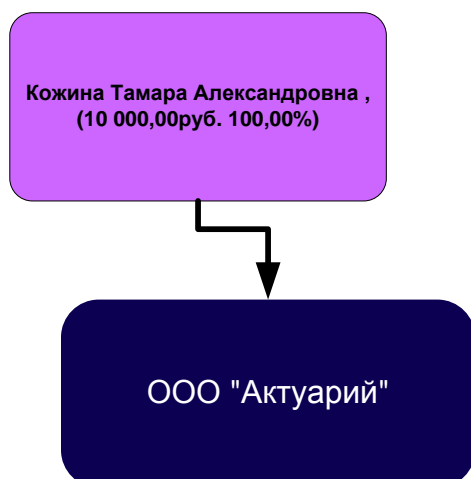 Кожина Тамара Александровна ,
(10 000,00руб. 100,00%)
ООО "Актуарий"